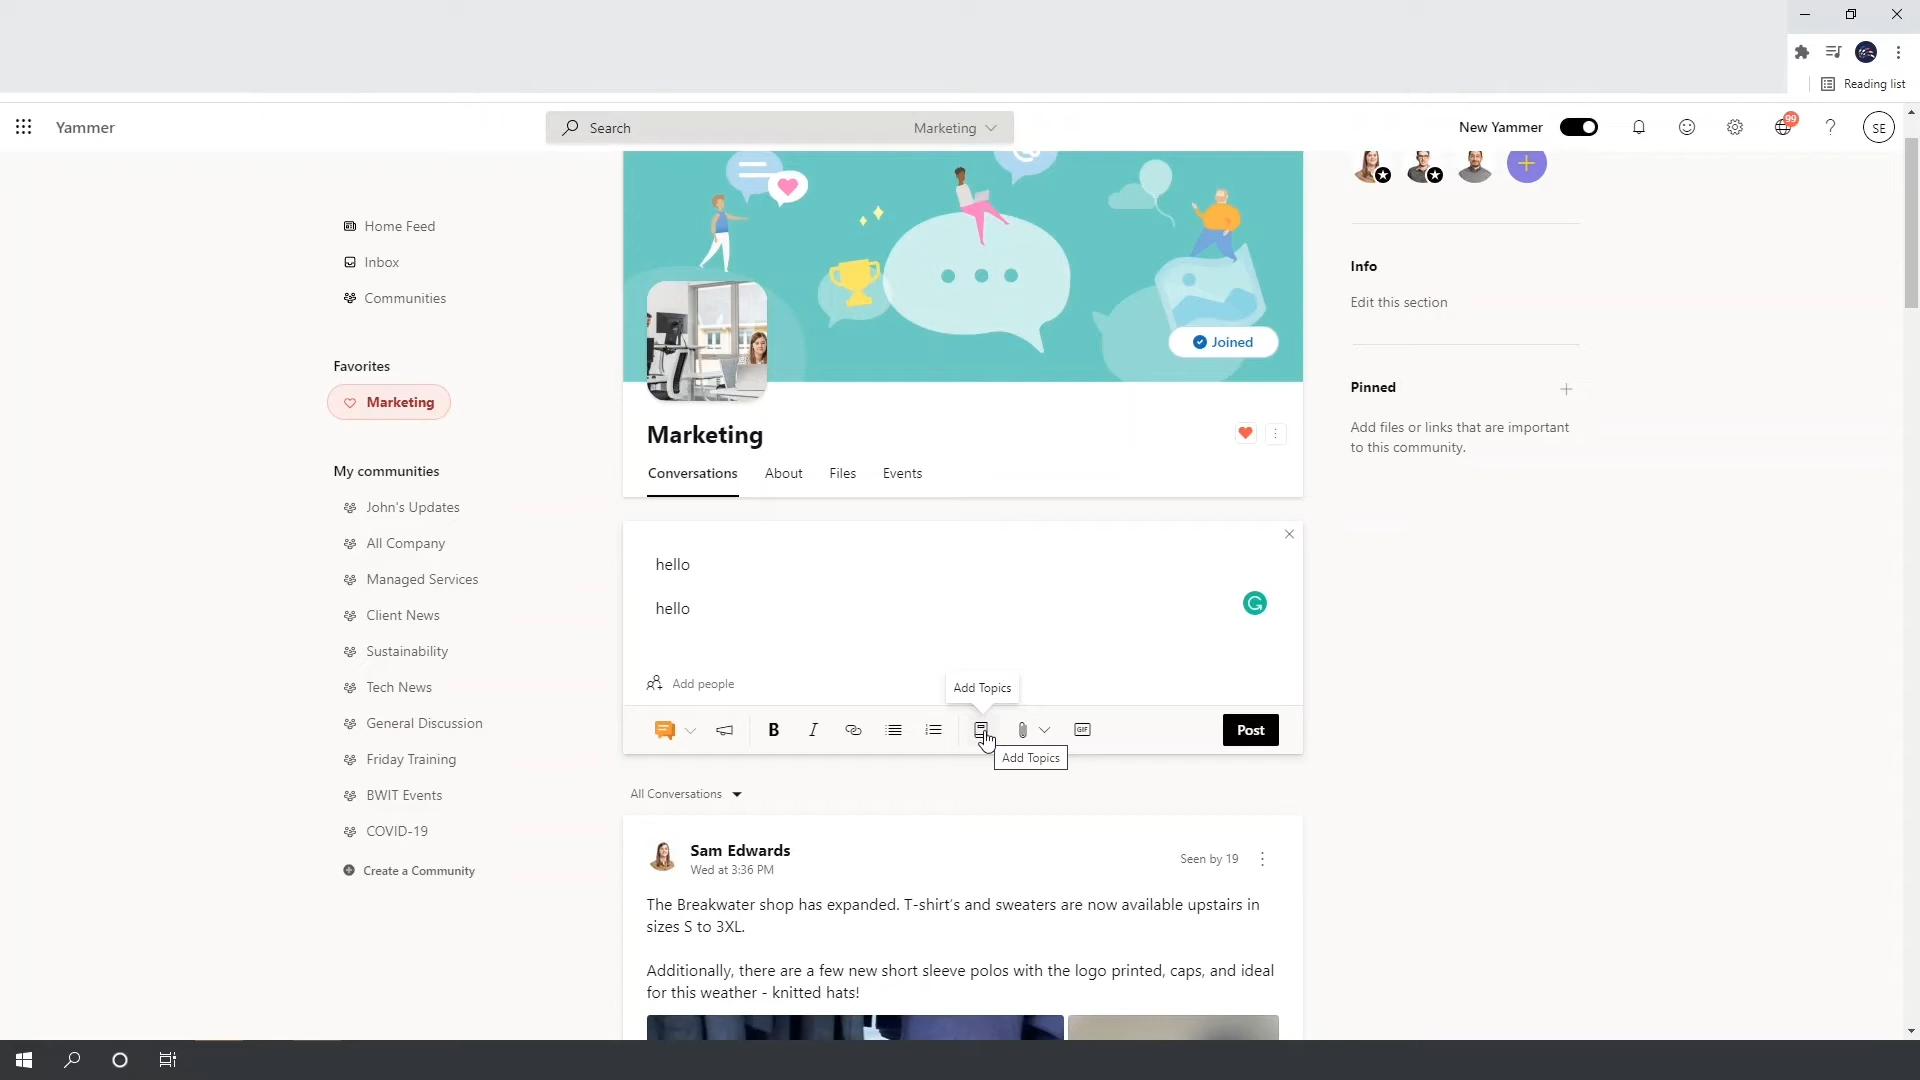 Reading list
Yammer
Search
Marketing
New Yammer
99
?
SE
Home Feed
Inbox
Communities
Favorites
Marketing
My communities
John's Updates
All Company
Managed Services
Client News
Sustainability
Tech News
General Discussion
Friday Training
BWIT Events
COVID-19
Create a Community
Joined
Marketing
Conversations
About
Files
Events
hello
hello
Add people
Add Topics
B
I
GIF
Post
Add Topics
All Conversations
Sam Edwards
Wed at 3:36 PM
Seen by 19
The Breakwater shop has expanded. T-shirt's and sweaters are now available upstairs in
sizes S to 3XL.
Additionally, there are a few new short sleeve polos with the logo printed, caps, and ideal
for this weather - knitted hats!
Info
Edit this section
Pinned
Add files or links that are important
to this community.